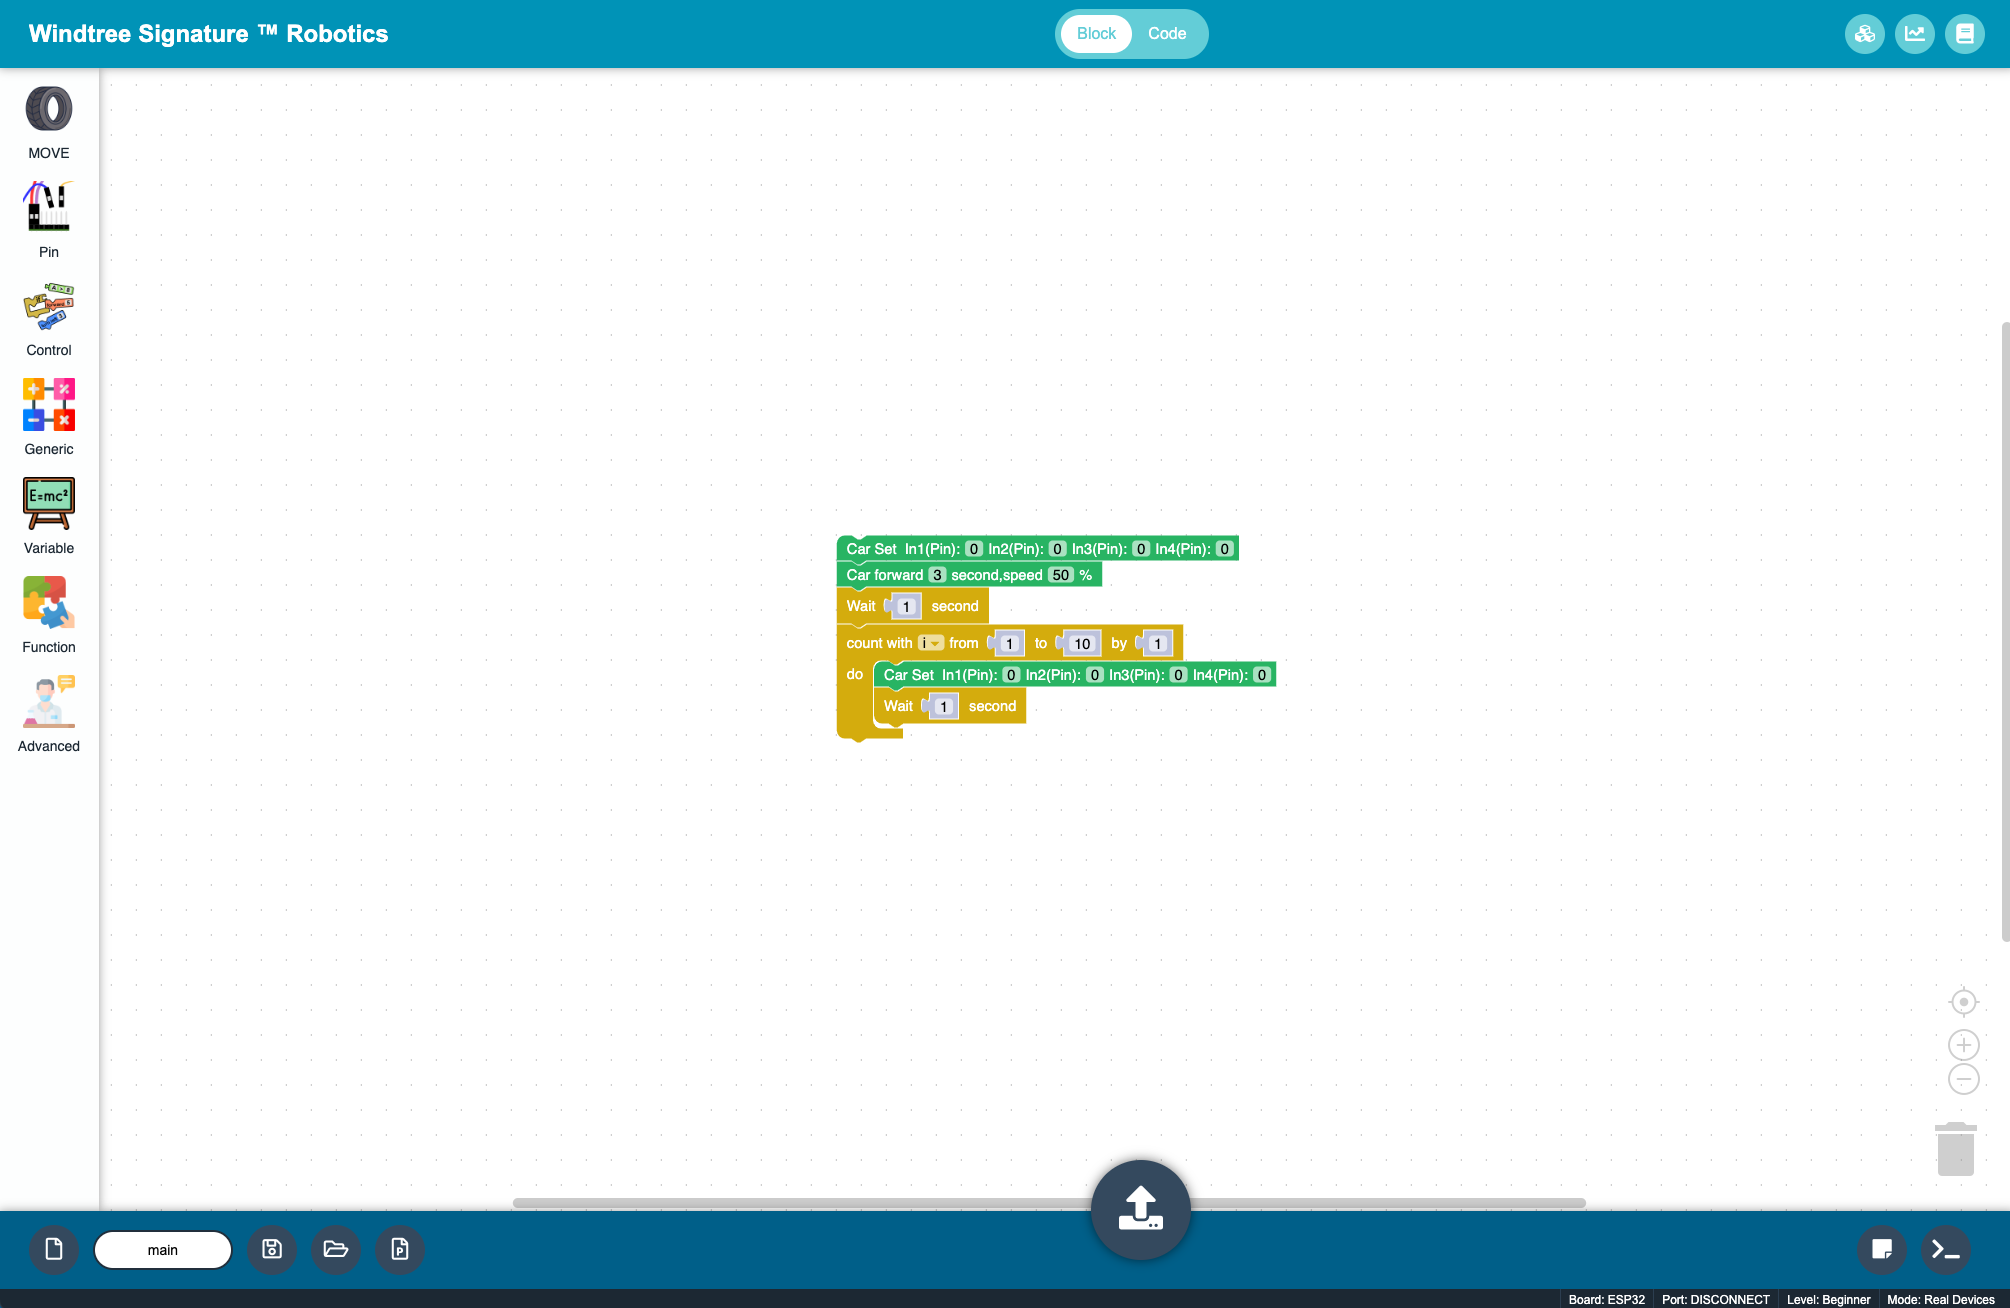 Windtree Signature ™ Robotics
Block Code
MOVE
Pin
Control
Generic
E=mc²
Variable
Function
Advanced
Car Set In1(Pin): 0 In2(Pin): 0 In3(Pin): 0 In4(Pin): 0
Car forward 3 second,speed 50 %
Wait 1 second
count with i from 1 to 10 by 1
do Car Set In1(Pin): 0 In2(Pin): 0 In3(Pin): 0 In4(Pin): 0
Wait 1 second
main
P
Board: ESP32 Port: DISCONNECT Level: Beginner Mode: Real Devices